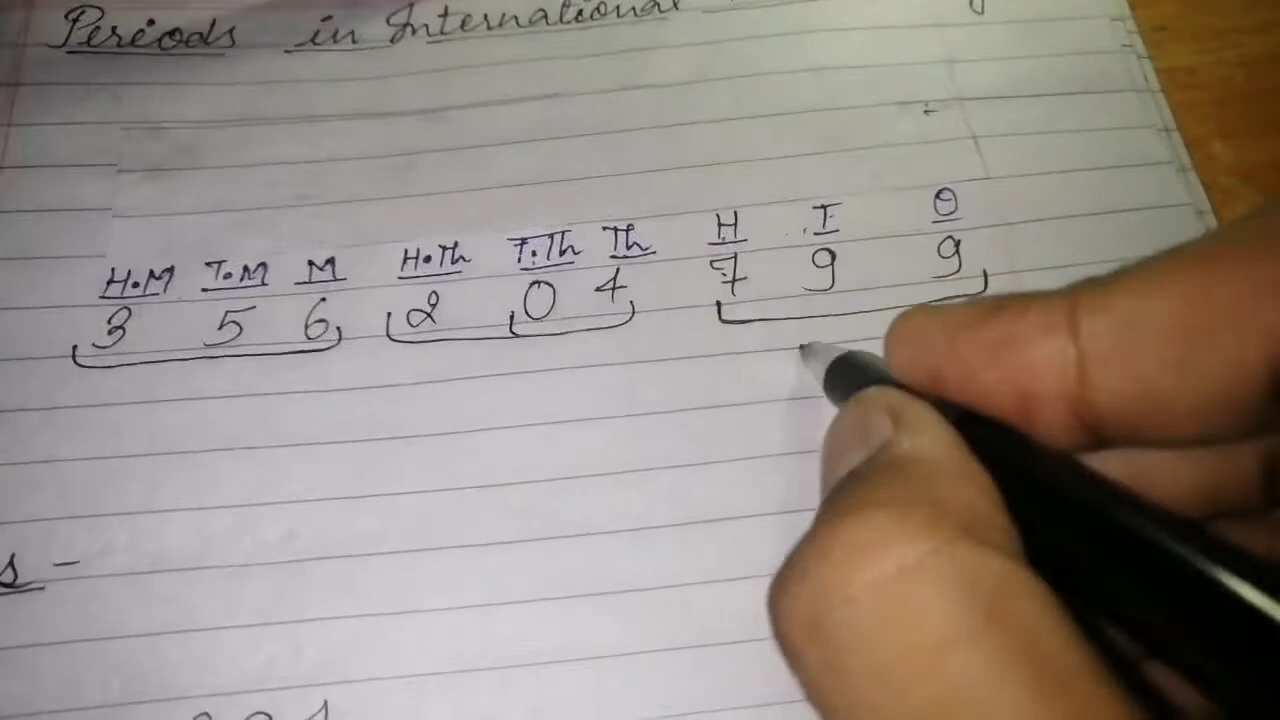 Periods in International
H.M T.M M H.Th T.Th Th H T O
3 5 6 2 0 4 7 9 9
s -